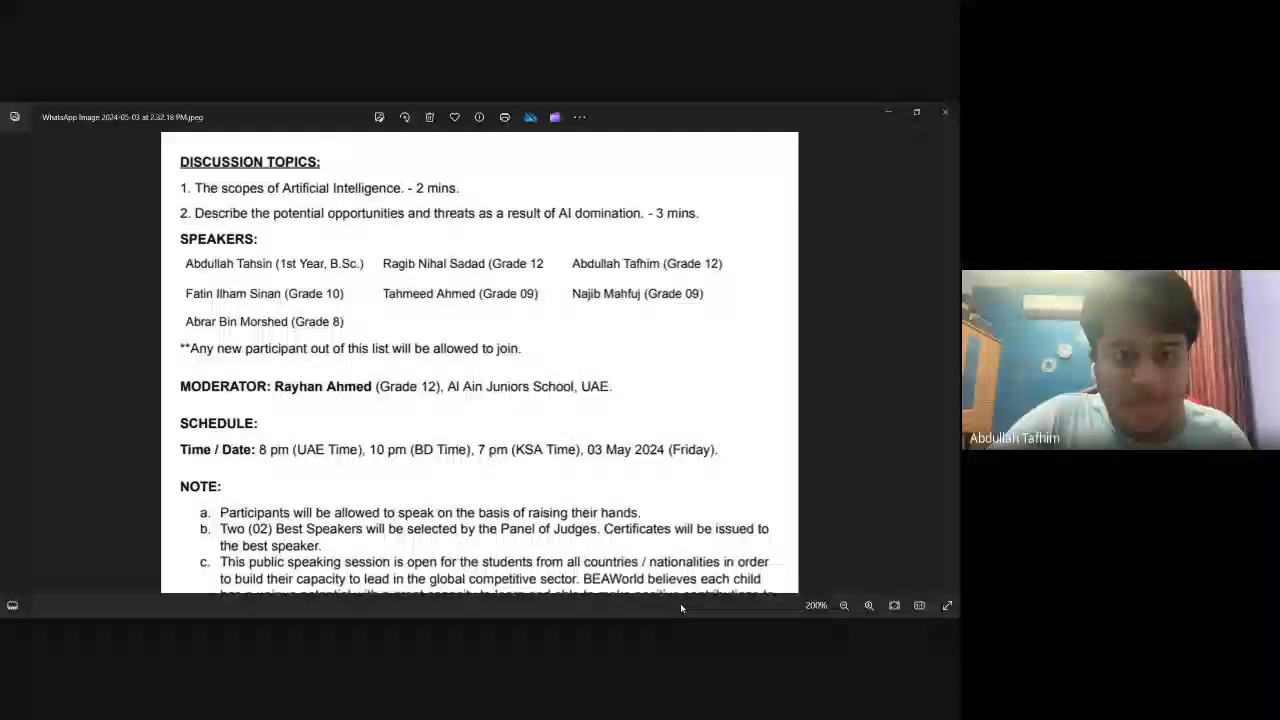 WhatsApp Image 2024-05-03 at 2.32.18 PM.jpeg
DISCUSSION TOPICS:
1. The scopes of Artificial Intelligence. - 2 mins.
2. Describe the potential opportunities and threats as a result of AI domination. - 3 mins.
SPEAKERS:
Abdullah Tahsin (1st Year, B.Sc.) Ragib Nihal Sadad (Grade 12 Abdullah Tafhim (Grade 12)
Fatin Ilham Sinan (Grade 10) Tahmeed Ahmed (Grade 09) Najib Mahfuj (Grade 09)
Abrar Bin Morshed (Grade 8)
**Any new participant out of this list will be allowed to join.
MODERATOR: Rayhan Ahmed (Grade 12), Al Ain Juniors School, UAE.
SCHEDULE:
Time / Date: 8 pm (UAE Time), 10 pm (BD Time), 7 pm (KSA Time), 03 May 2024 (Friday).
NOTE:
a. Participants will be allowed to speak on the basis of raising their hands.
b. Two (02) Best Speakers will be selected by the Panel of Judges. Certificates will be issued to
the best speaker.
c. This public speaking session is open for the students from all countries / nationalities in order
to build their capacity to lead in the global competitive sector. BEAWorld believes each child
200%
Abdullah Tafhim